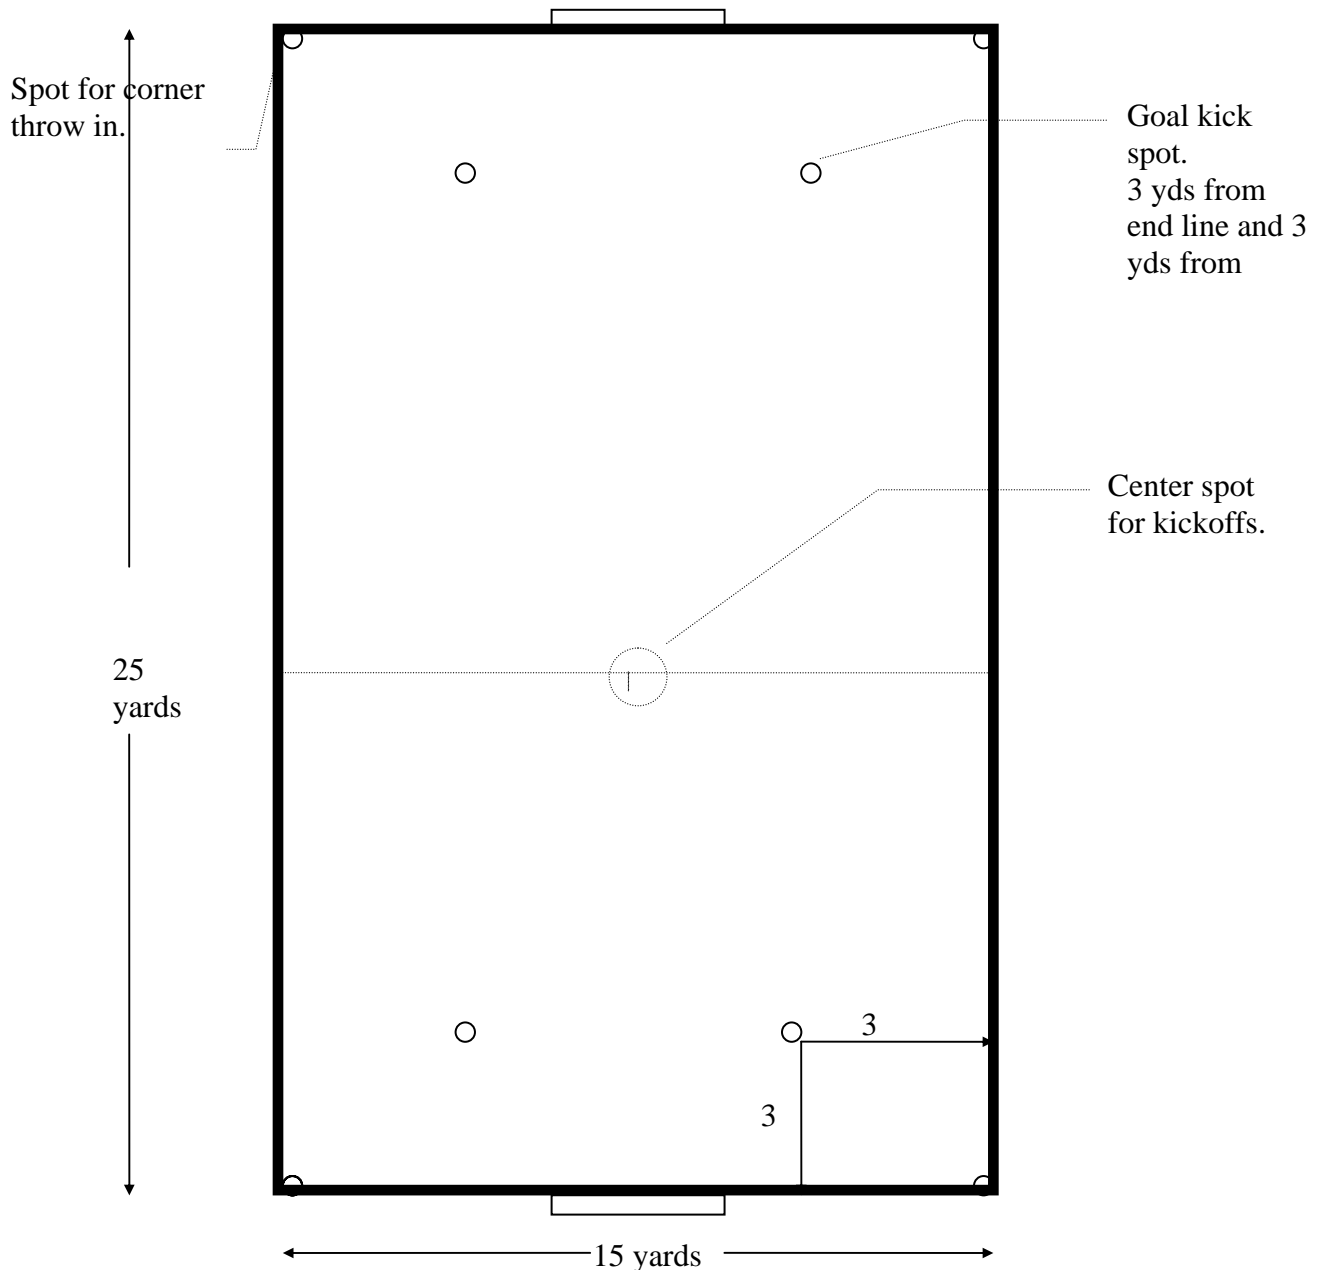 Spot for corner
throw in.
Goal kick
spot.
3 yds from
end line and 3
yds from
Center spot
for kickoffs.
25
yards
3
3
15 yards